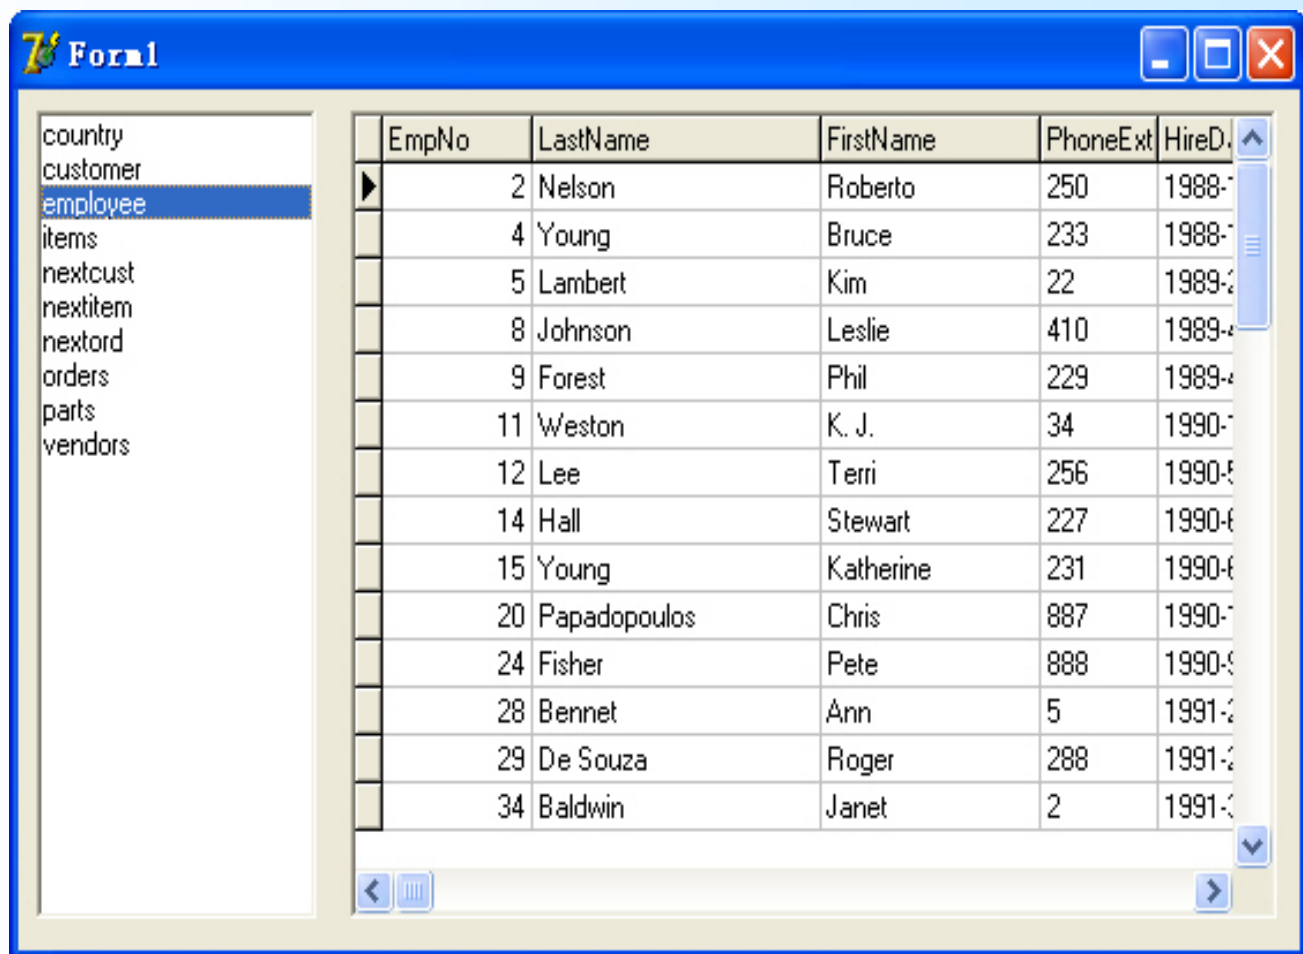 Form1
country
customer
employee
items
nextcust
nextitem
nextord
orders
parts
vendors
EmpNo LastName FirstName PhoneExt
2 Nelson Roberto 250
4 Young Bruce 233
5 Lambert Kim 22
8 Johnson Leslie 410
9 Forest Phil 229
11 Weston K. J. 34
12 Lee Terri 256
14 Hall Stewart 227
15 Young Katherine 231
20 Papadopoulos Chris 887
24 Fisher Pete 888
28 Bennet Ann 5
29 De Souza Roger 288
34 Baldwin Janet 2